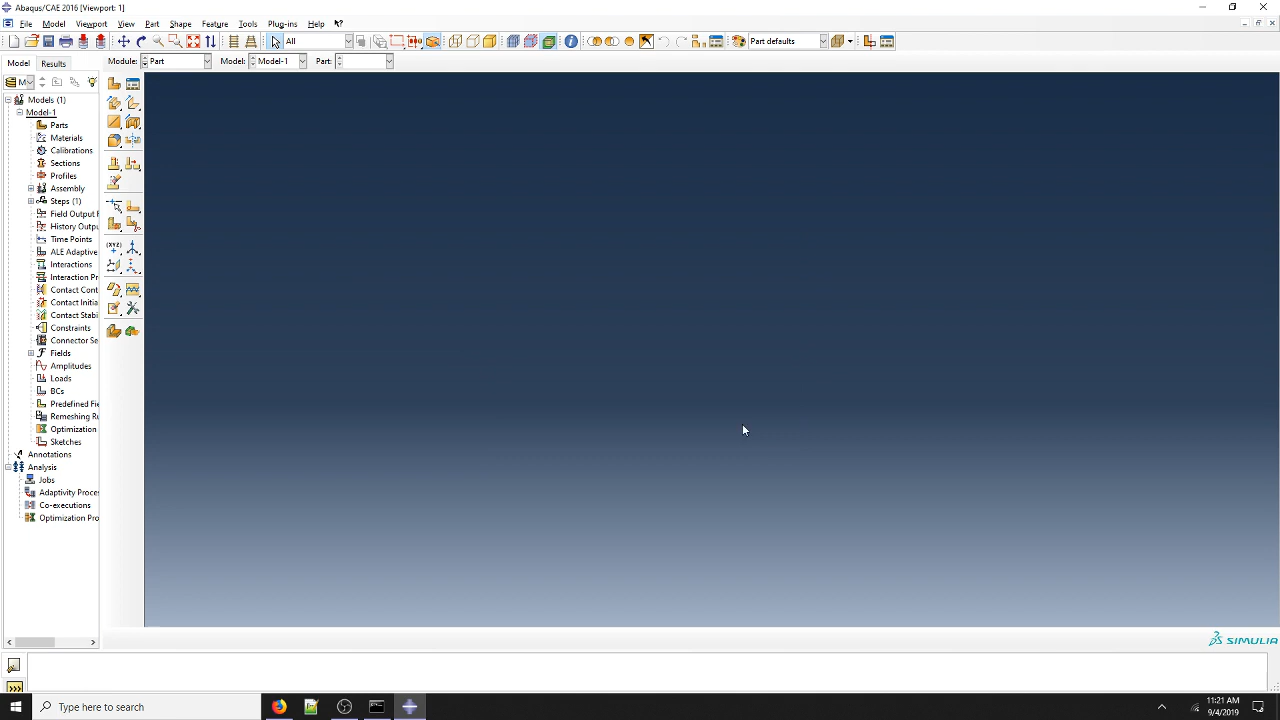 Abaqus/CAE 2016 [Viewport: 1]
File Model Viewport View Part Shape Feature Tools Plug-ins Help
All Part defaults
Model Results Module: Part Model: Model-1 Part:
M
Models (1)
Model-1
Parts
Materials
Calibrations
Sections
Profiles
Assembly
Steps (1)
Field Output
History Outpu
Time Points
ALE Adaptive
Interactions
Interaction Pr
Contact Cont
Contact Initia
Contact Stabi
Constraints
Connector Se
Fields
Amplitudes
Loads
BCs
Predefined Fie
Remeshing Ru
Optimization
Sketches
Annotations
Analysis
Jobs
Adaptivity Proce
Co-executions
Optimization Pro
(XYZ)
SIMULIA
>>>
Type here to search
11:21 AM
9/4/2019